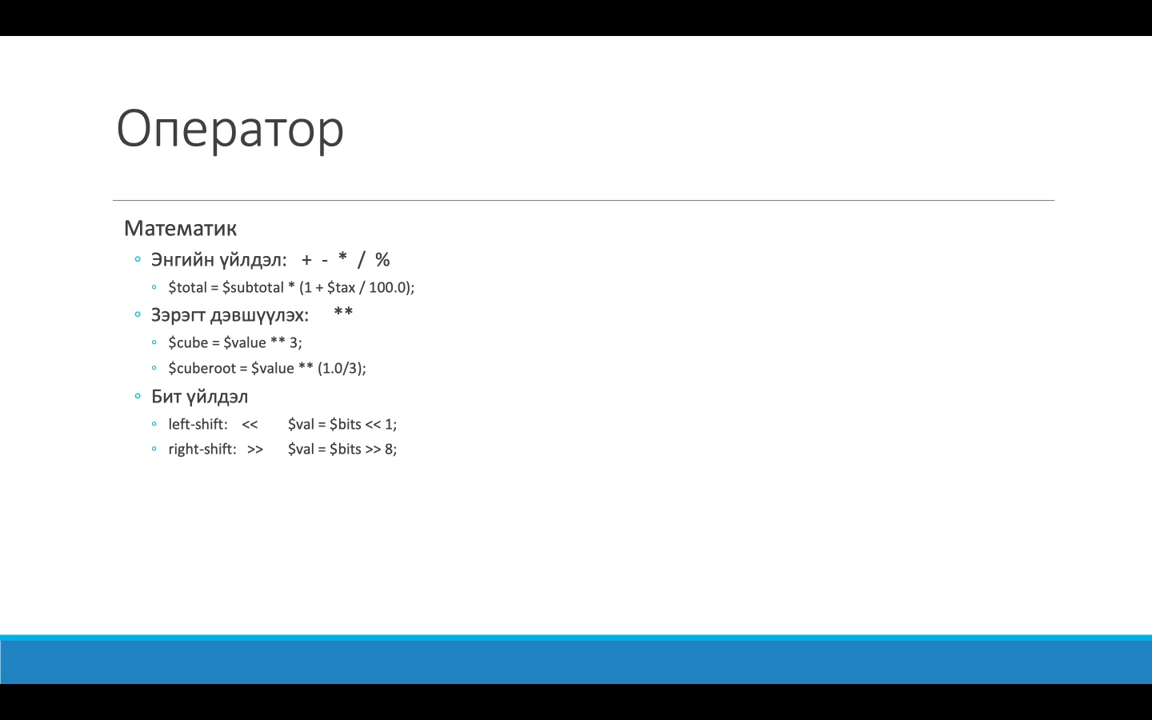 Оператор
Математик
◦ Энгийн үйлдэл: + - * / %
◦ $total = $subtotal * (1 + $tax / 100.0);
◦ Зэрэгт дэвшүүлэх: **
◦ $cube = $value ** 3;
◦ $cuberoot = $value ** (1.0/3);
◦ Бит үйлдэл
◦ left-shift: << $val = $bits << 1;
◦ right-shift: >> $val = $bits >> 8;